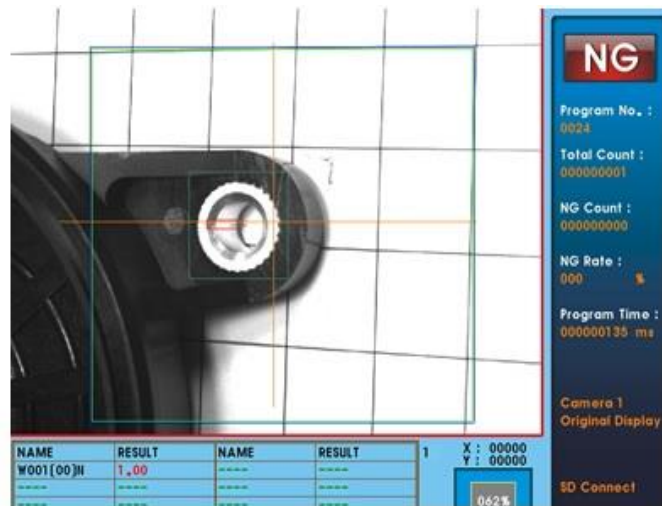 NG
Program No. :
0024
Total Count :
000000001
NG Count :
000000000
NG Rate :
000 %
Program Time :
000000135 ms
Camera 1
Original Display
SD Connect
NAME RESULT NAME RESULT 1 X : 00000
Y : 00000
W001[00]N 1.00 ---- ----
---- ---- ---- ----
---- ---- ---- ----
062%